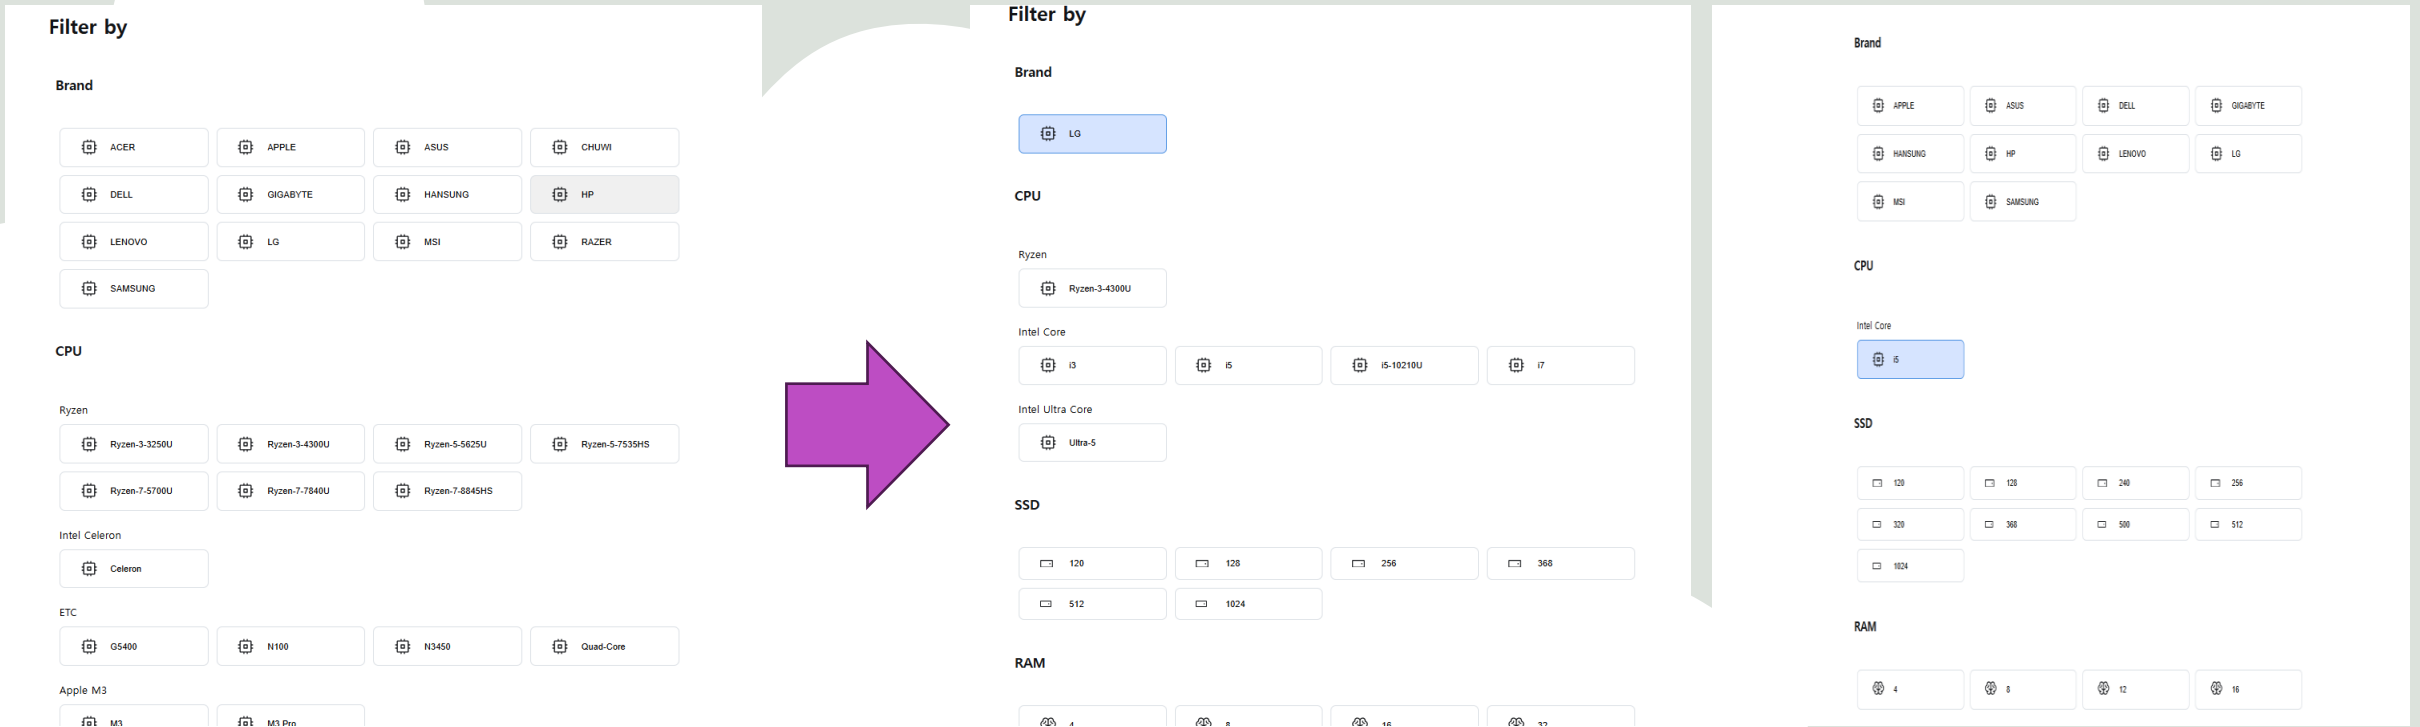 Filter by
Brand
ACER APPLE ASUS CHUWI
DELL GIGABYTE HANSUNG HP
LENOVO LG MSI RAZER
SAMSUNG
CPU
Ryzen
Ryzen-3-3250U Ryzen-3-4300U Ryzen-5-5625U Ryzen-5-7535HS
Ryzen-7-5700U Ryzen-7-7840U Ryzen-7-8845HS
Intel Celeron
Celeron
ETC
G5400 N100 N3450 Quad-Core
Apple M3
M3 M3 Pro
Filter by
Brand
LG
CPU
Ryzen
Ryzen-3-4300U
Intel Core
i3 i5 i5-10210U i7
Intel Ultra Core
Ultra-5
SSD
120 128 256 368
512 1024
RAM
4 8 16 32
Brand
APPLE ASUS DELL GIGABYTE
HANSUNG HP LENOVO LG
MSI SAMSUNG
CPU
Intel Core
i5
SSD
120 128 240 256
320 368 500 512
1024
RAM
4 8 12 16